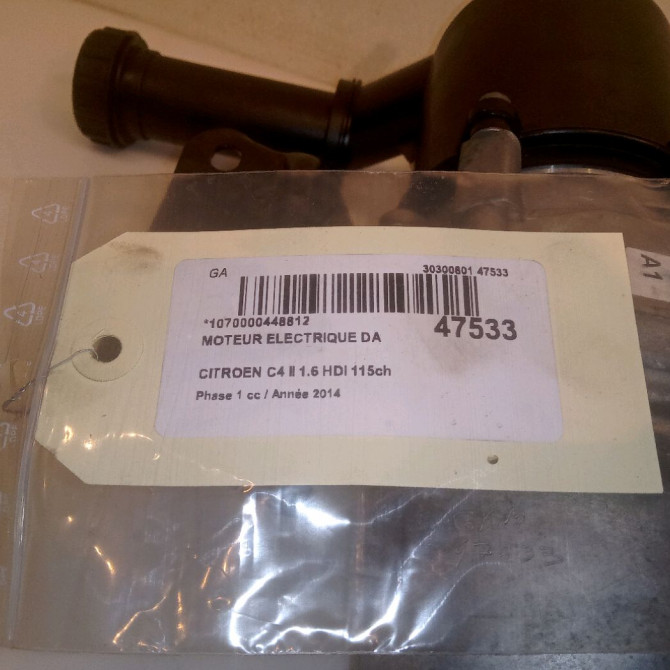 GA 30300801 47533
*1070000448812 47533
MOTEUR ELECTRIQUE DA
CITROEN C4 II 1.6 HDI 115ch
Phase 1 cc / Année 2014
A1